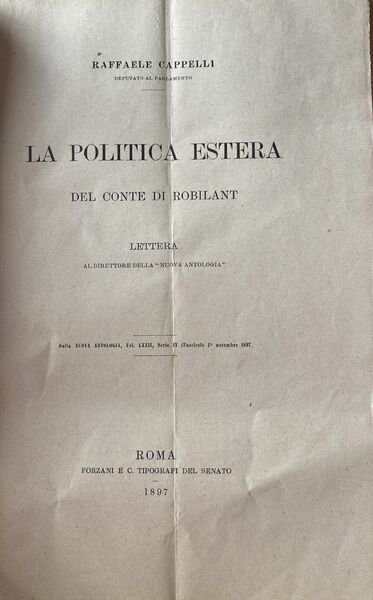 RAFFAELE CAPPELLI
DEPUTATO AL PARLAMENTO
LA POLITICA ESTERA
DEL CONTE DI ROBILANT
LETTERA
AL DIRETTORE DELLA "NUOVA ANTOLOGIA"
Dalla NUOVA ANTOLOGIA, Vol. LXXII, Serie IV (Fascicolo 1º novembre 1897)
ROMA
FORZANI E C. TIPOGRAFI DEL SENATO
1897